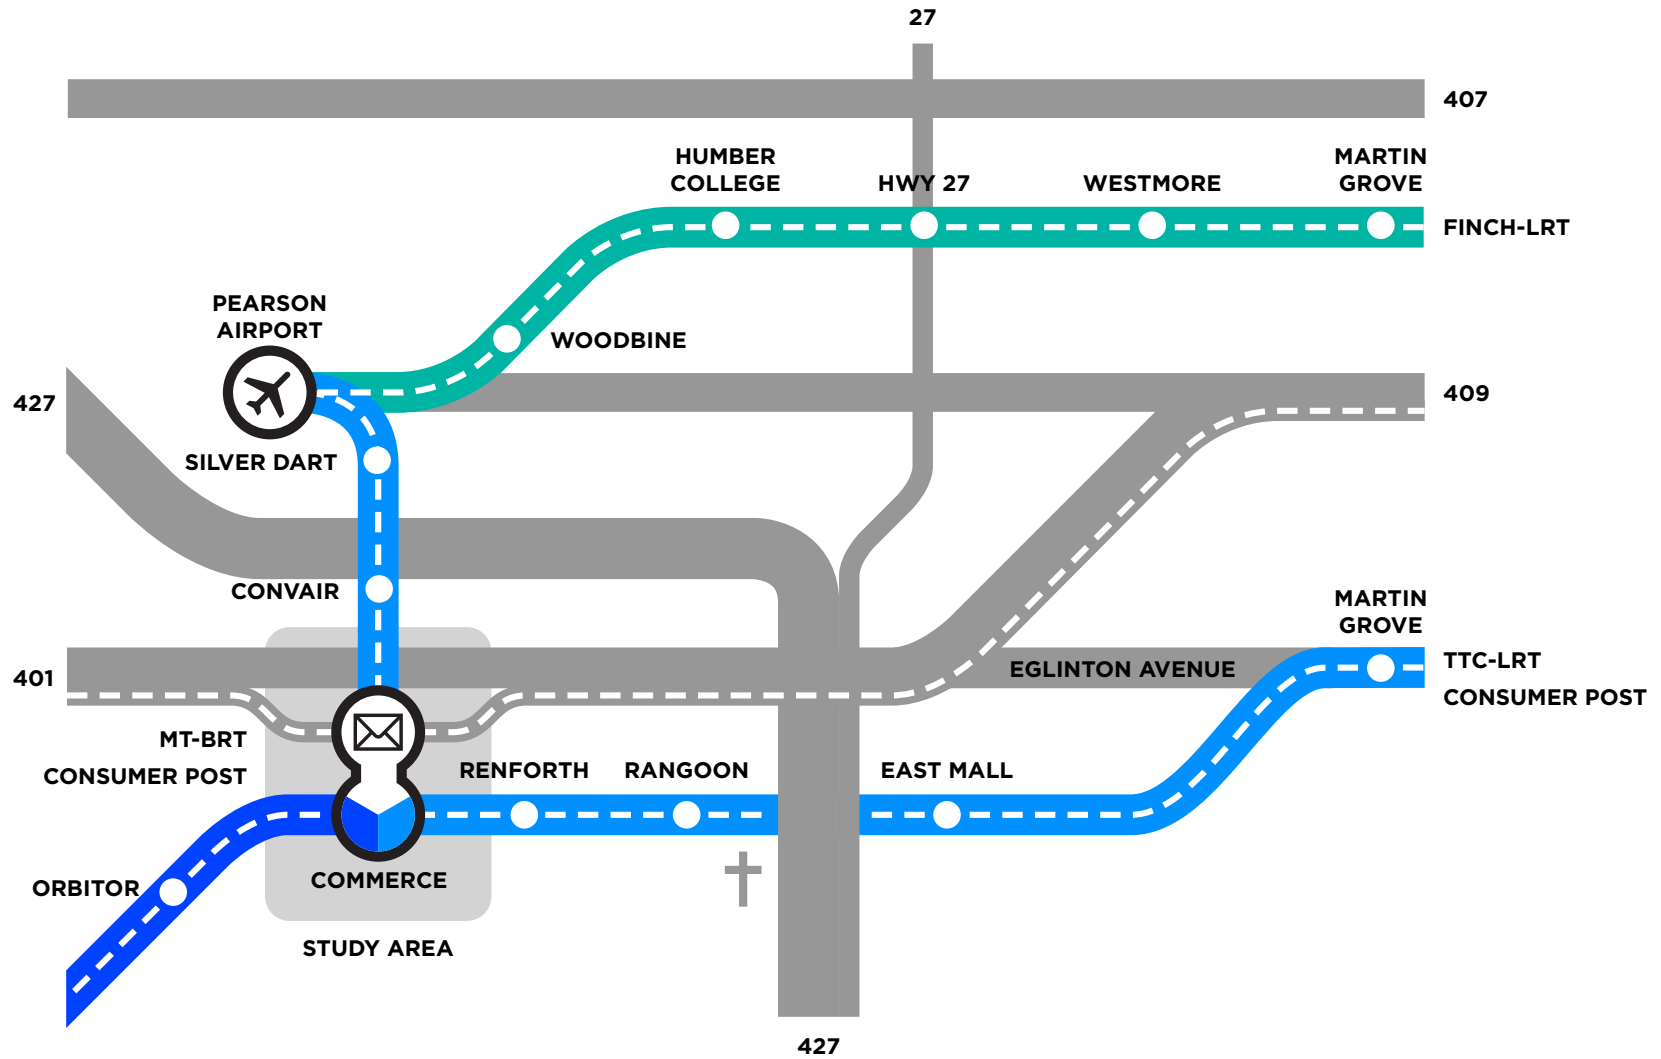 27
407
HUMBER
COLLEGE
HWY 27
WESTMORE
MARTIN
GROVE
FINCH-LRT
PEARSON
AIRPORT
WOODBINE
427
409
SILVER DART
CONVAIR
MARTIN
GROVE
401
EGLINTON AVENUE
TTC-LRT
CONSUMER POST
MT-BRT
CONSUMER POST
RENFORTH
RANGOON
EAST MALL
ORBITOR
COMMERCE
STUDY AREA
427